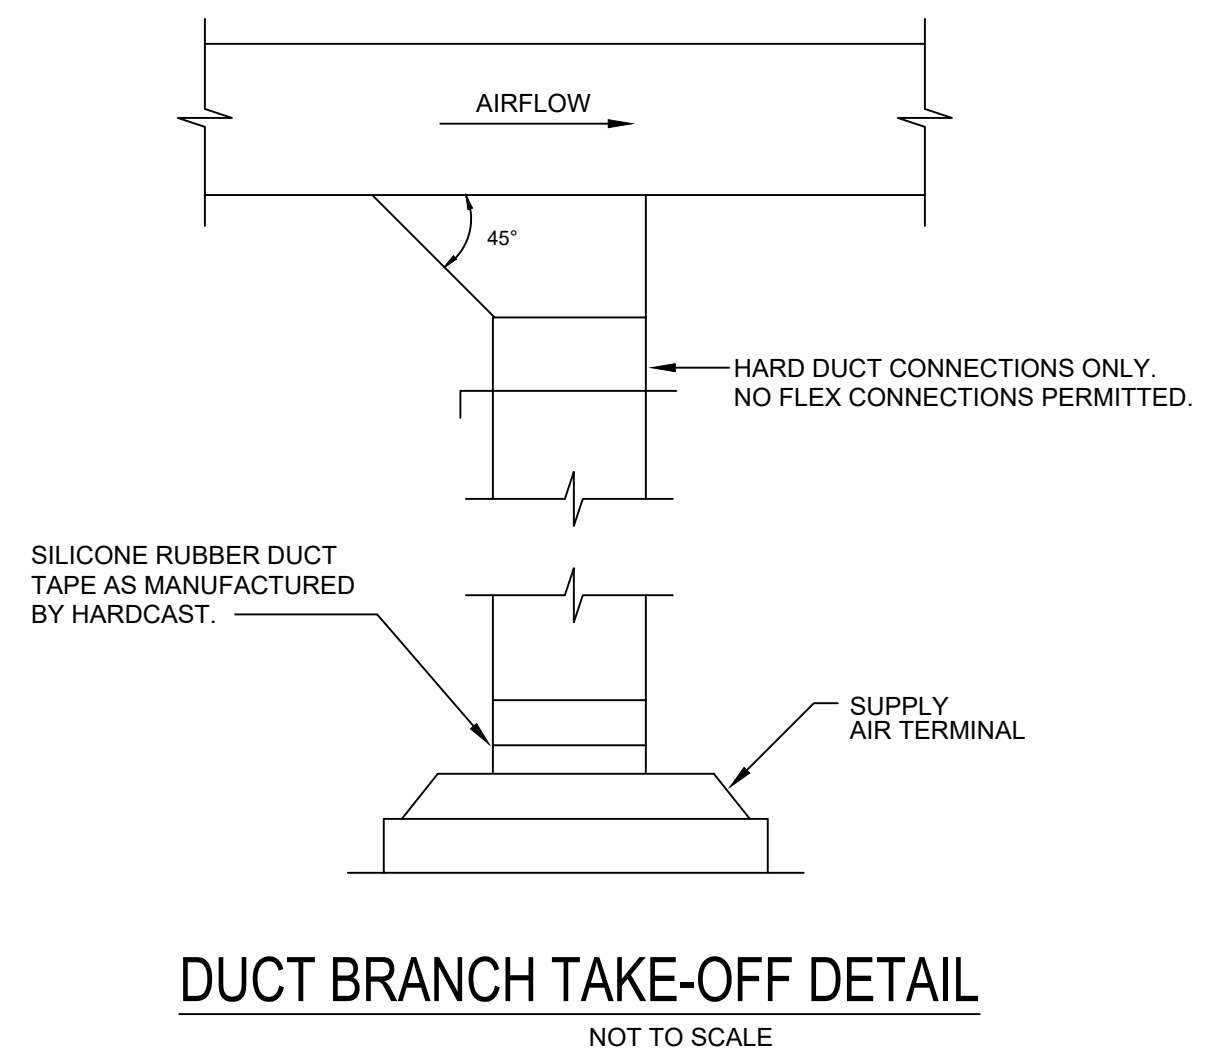 AIRFLOW
45°
HARD DUCT CONNECTIONS ONLY.
NO FLEX CONNECTIONS PERMITTED.
SILICONE RUBBER DUCT
TAPE AS MANUFACTURED
BY HARDCAST.
SUPPLY
AIR TERMINAL
DUCT BRANCH TAKE-OFF DETAIL
NOT TO SCALE